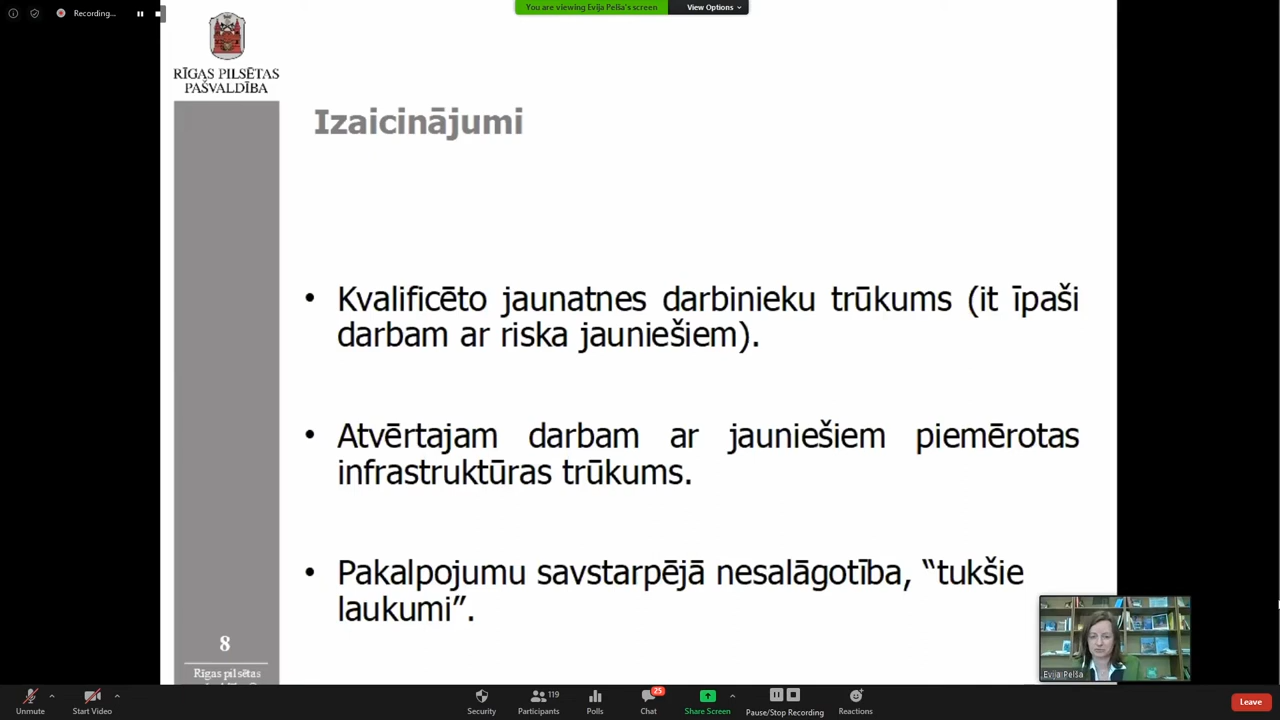 Recording...
You are viewing Evija Pelša's screen
View Options
RĪGAS PILSĒTAS
PAŠVALDĪBA
Izaicinājumi
• Kvalificēto jaunatnes darbinieku trūkums (it īpaši
darbam ar riska jauniešiem).
• Atvērtajam darbam ar jauniešiem piemērotas
infrastruktūras trūkums.
• Pakalpojumu savstarpējā nesalāgotība, “tukšie
laukumi”.
8
Rīgas pilsētas
Evija Pelša
Unmute
Start Video
Security
Participants 119
Polls
Chat 25
Share Screen
Pause/Stop Recording
Reactions
Leave